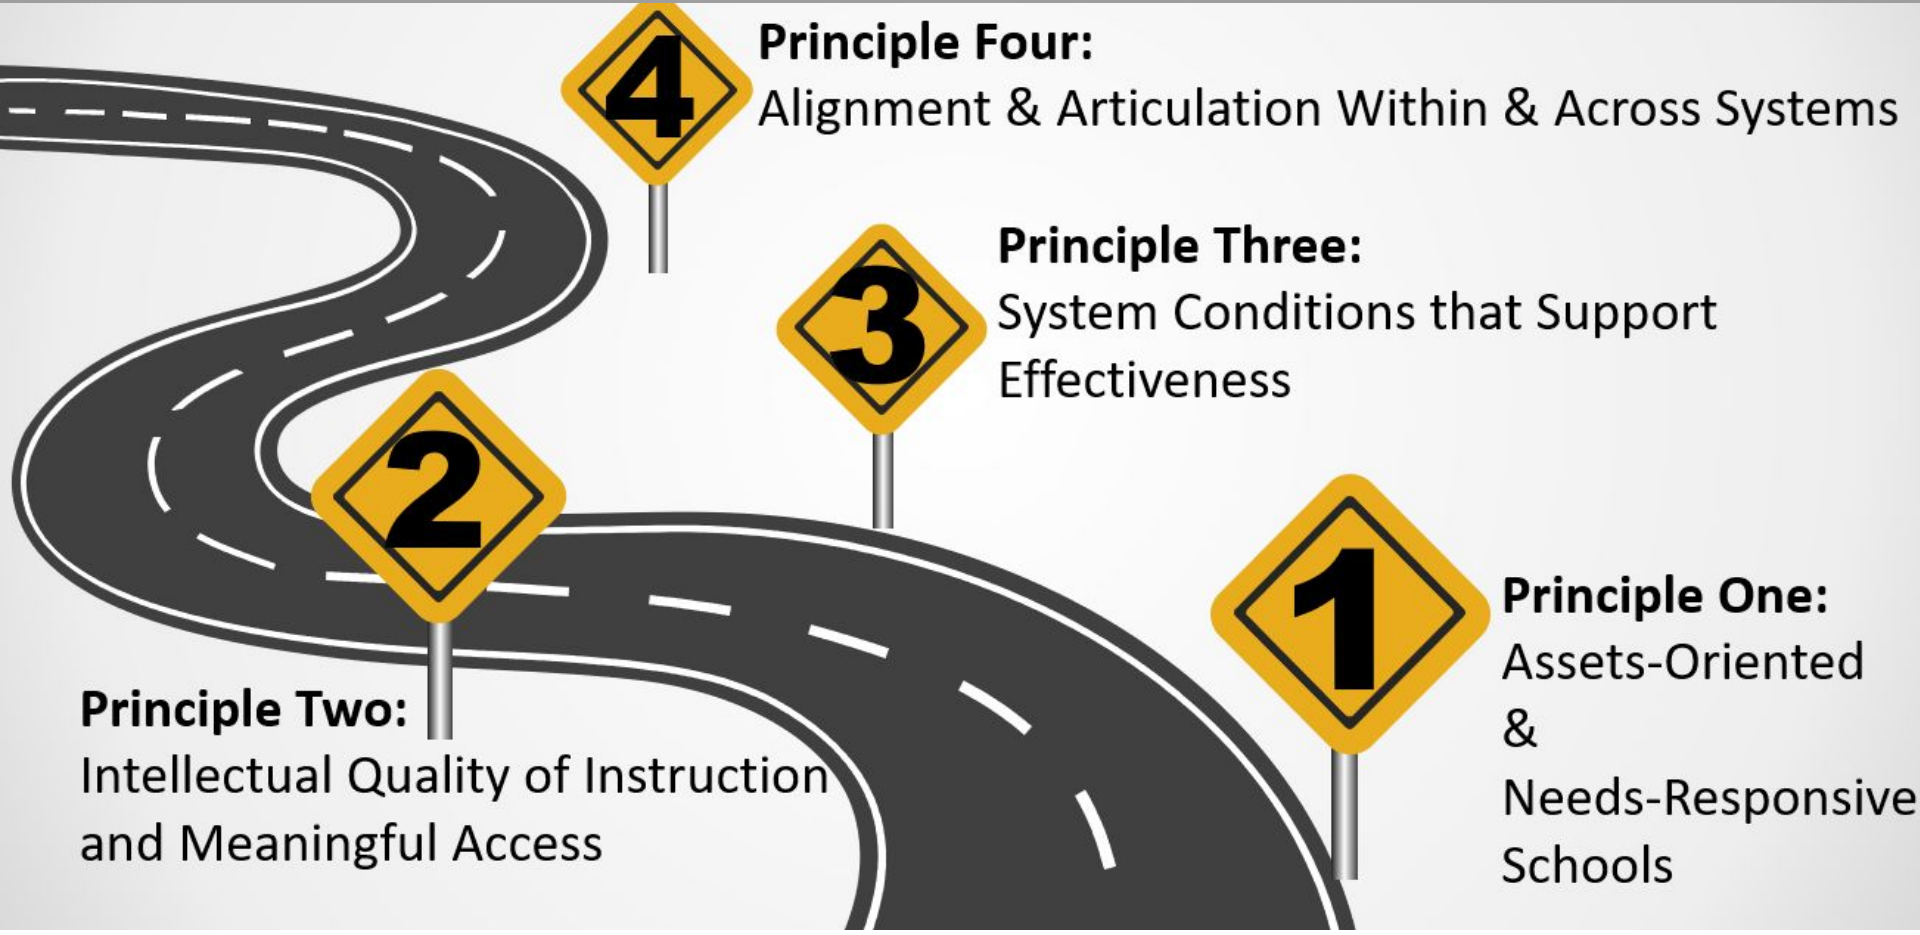 4
Principle Four:
Alignment & Articulation Within & Across Systems
3
Principle Three:
System Conditions that Support
Effectiveness
2
Principle Two:
Intellectual Quality of Instruction
and Meaningful Access
1
Principle One:
Assets-Oriented
&
Needs-Responsive
Schools